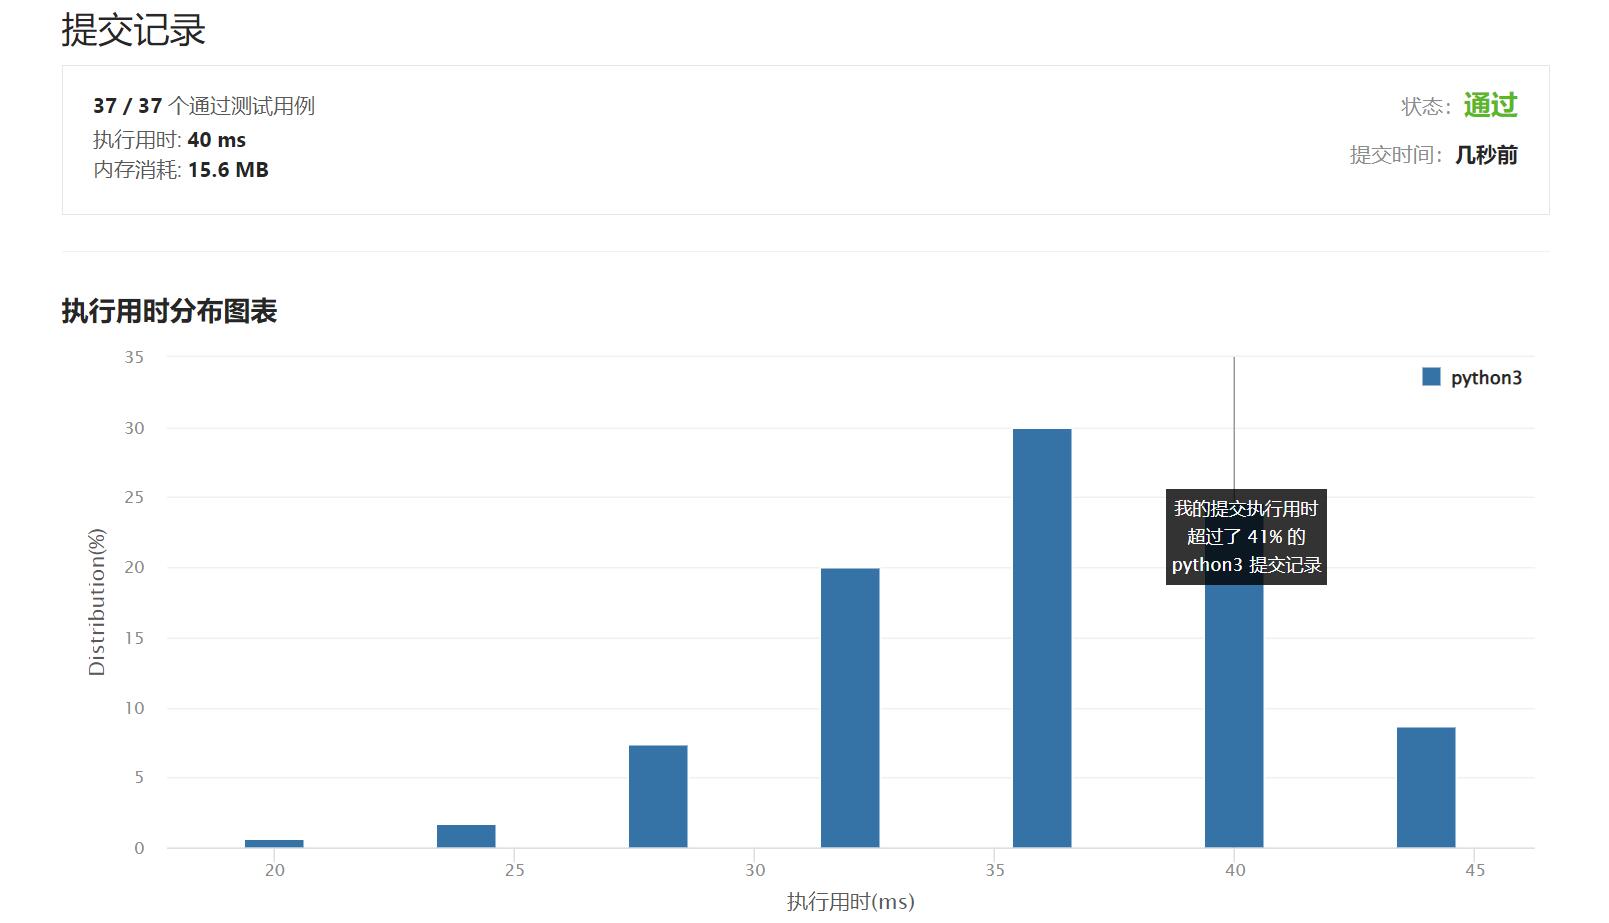 提交记录
37 / 37 个通过测试用例
状态：通过
执行用时: 40 ms
提交时间：几秒前
内存消耗: 15.6 MB
执行用时分布图表
35
python3
30
25
我的提交执行用时
超过了 41% 的
python3 提交记录
20
15
10
5
0
Distribution(%)
20
25
30
35
40
45
执行用时(ms)